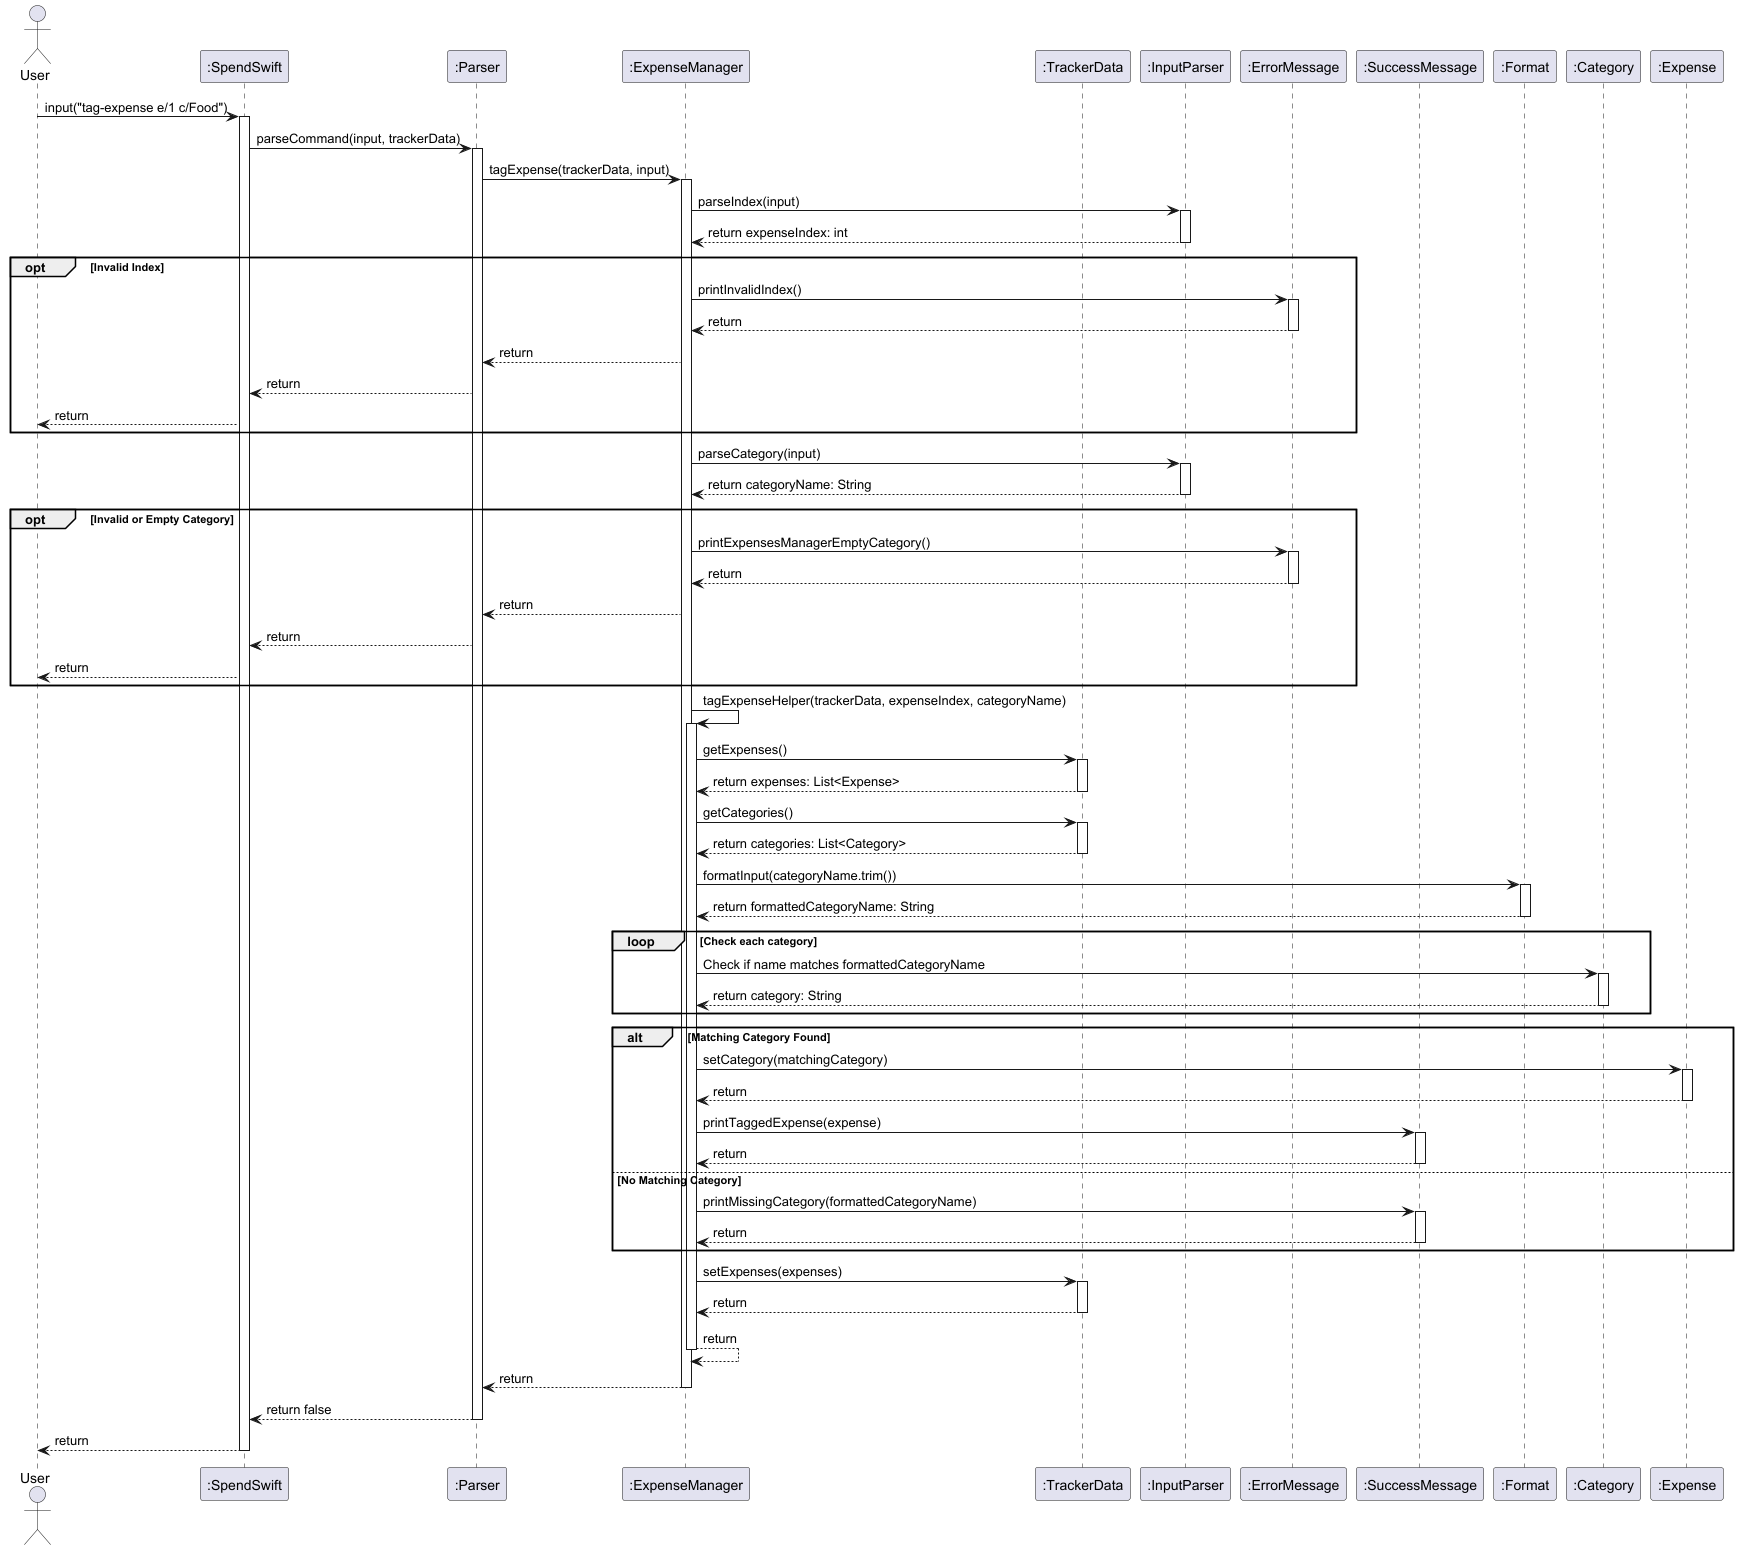 User
:SpendSwift
:Parser
:ExpenseManager
:TrackerData
:InputParser
:ErrorMessage
:SuccessMessage
:Format
:Category
:Expense
input("tag-expense e/1 c/Food")
parseCommand(input, trackerData)
tagExpense(trackerData, input)
parseIndex(input)
return expenseIndex: int
opt
[Invalid Index]
printInvalidIndex()
return
return
return
return
parseCategory(input)
return categoryName: String
opt
[Invalid or Empty Category]
printExpensesManagerEmptyCategory()
return
return
return
return
tagExpenseHelper(trackerData, expenseIndex, categoryName)
getExpenses()
return expenses: List<Expense>
getCategories()
return categories: List<Category>
formatInput(categoryName.trim())
return formattedCategoryName: String
loop
[Check each category]
Check if name matches formattedCategoryName
return category: String
alt
[Matching Category Found]
setCategory(matchingCategory)
return
printTaggedExpense(expense)
return
[No Matching Category]
printMissingCategory(formattedCategoryName)
return
setExpenses(expenses)
return
return
return
return false
return
User
:SpendSwift
:Parser
:ExpenseManager
:TrackerData
:InputParser
:ErrorMessage
:SuccessMessage
:Format
:Category
:Expense